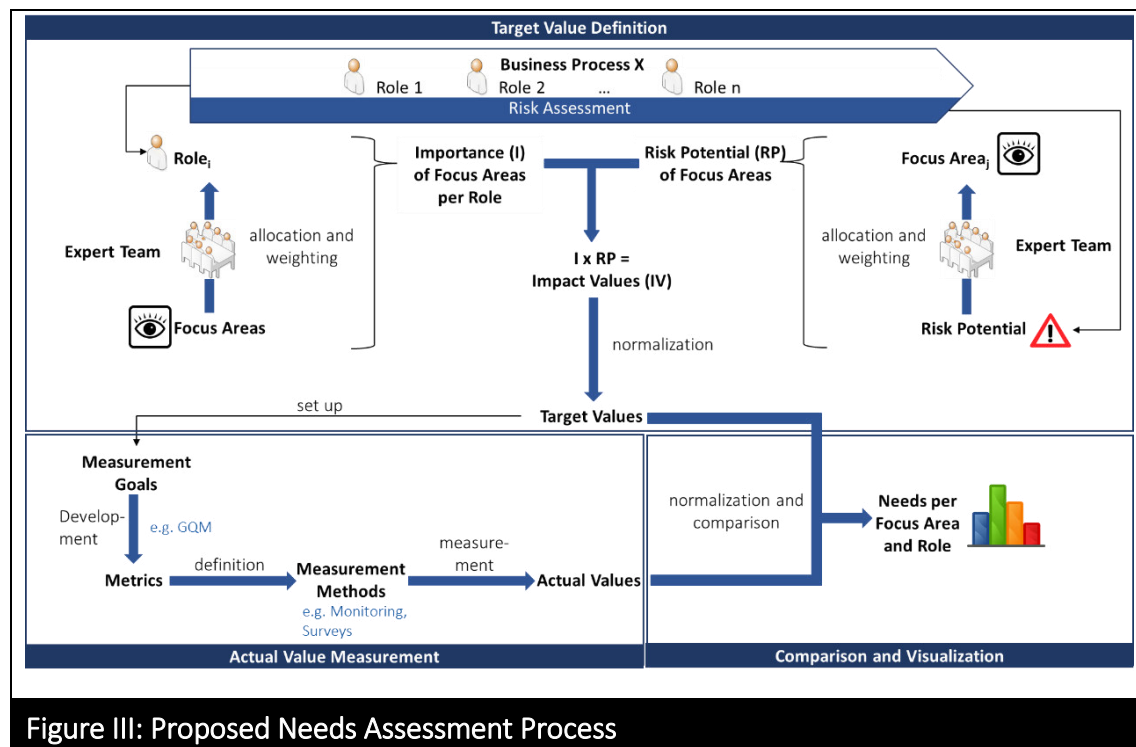 Target Value Definition
Business Process X
Role 1
Role 2
...
Role n
Risk Assessment
Roleᵢ
Importance (I)
of Focus Areas
per Role
Risk Potential (RP)
of Focus Areas
Focus Areaⱼ
Expert Team
allocation and
weighting
I x RP =
Impact Values (IV)
allocation and
weighting
Expert Team
Focus Areas
normalization
Risk Potential
set up
Target Values
Measurement
Goals
Develop-
ment
e.g. GQM
Metrics
definition
Measurement
Methods
e.g. Monitoring,
Surveys
measure-
ment
Actual Values
normalization and
comparison
Needs per
Focus Area
and Role
Actual Value Measurement
Comparison and Visualization
Figure III: Proposed Needs Assessment Process